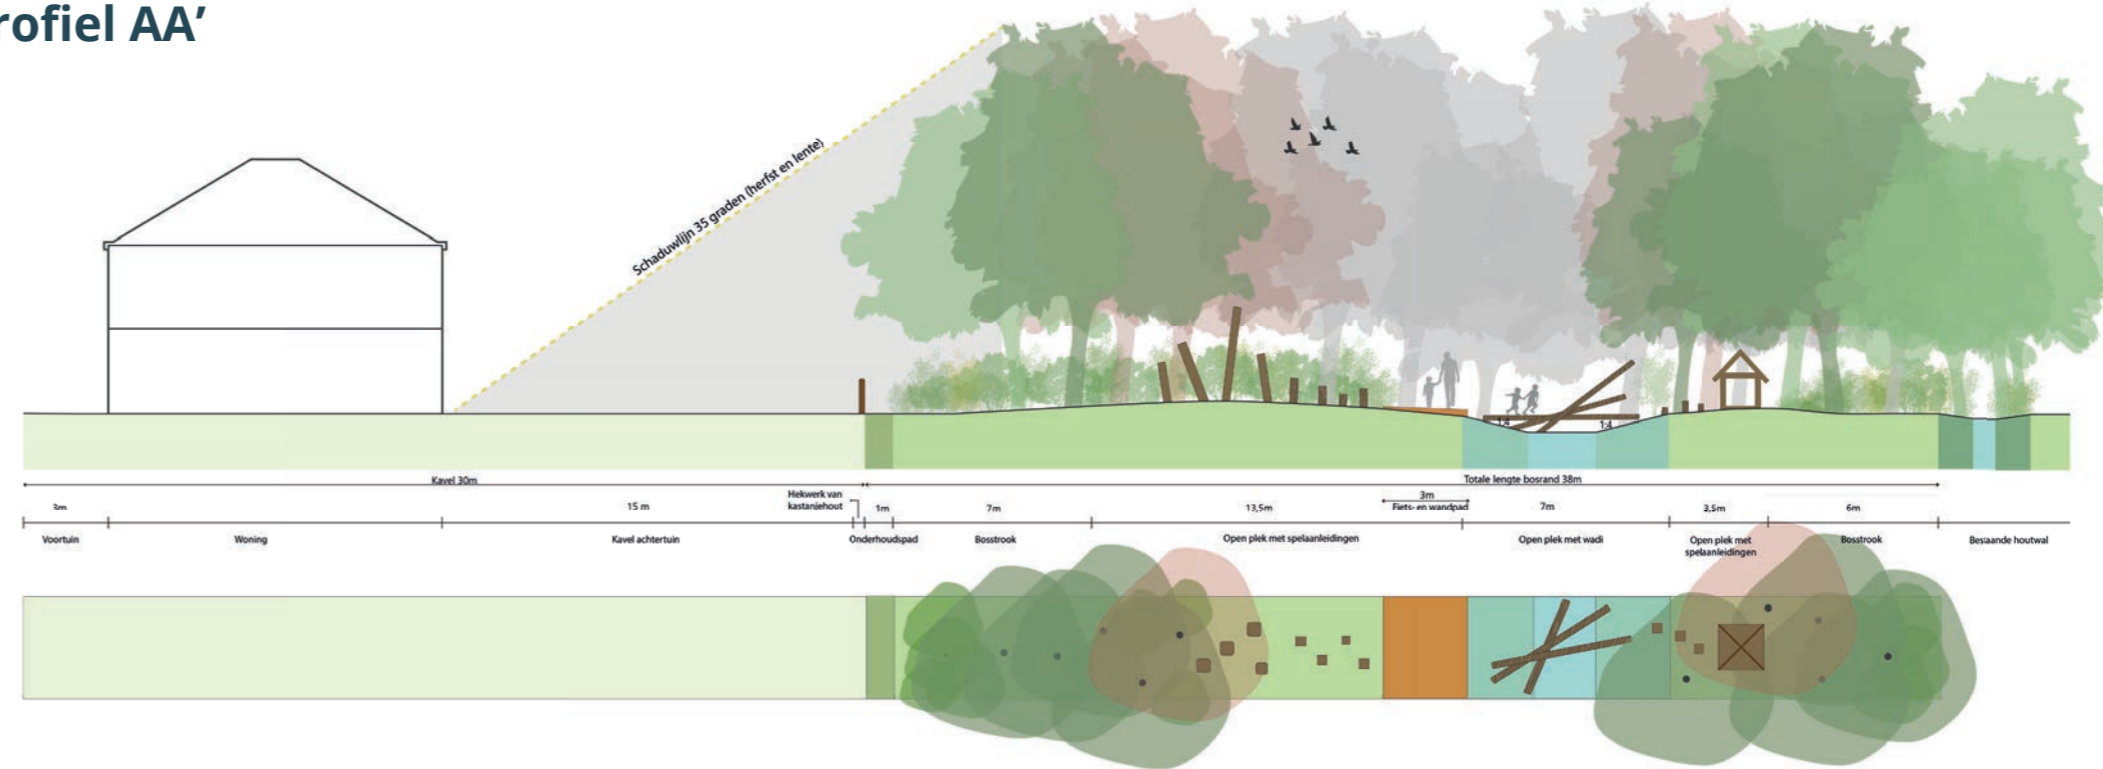 rofiel AA’
Schaduwlijn 35 graden (herfst en lente)
1:4
1:4
Kavel 30m
Totale lengte bosrand 38m
Hekwerk van
kastanjehout
3m
15 m
1m
7m
13,5m
3m
Fiets- en wandpad
7m
3,5m
6m
Voortuin
Woning
Kavel achtertuin
Onderhoudspad
Bosstrook
Open plek met spelaanleidingen
Open plek met wadi
Open plek met
spelaanleidingen
Bosstrook
Bestaande houtwal